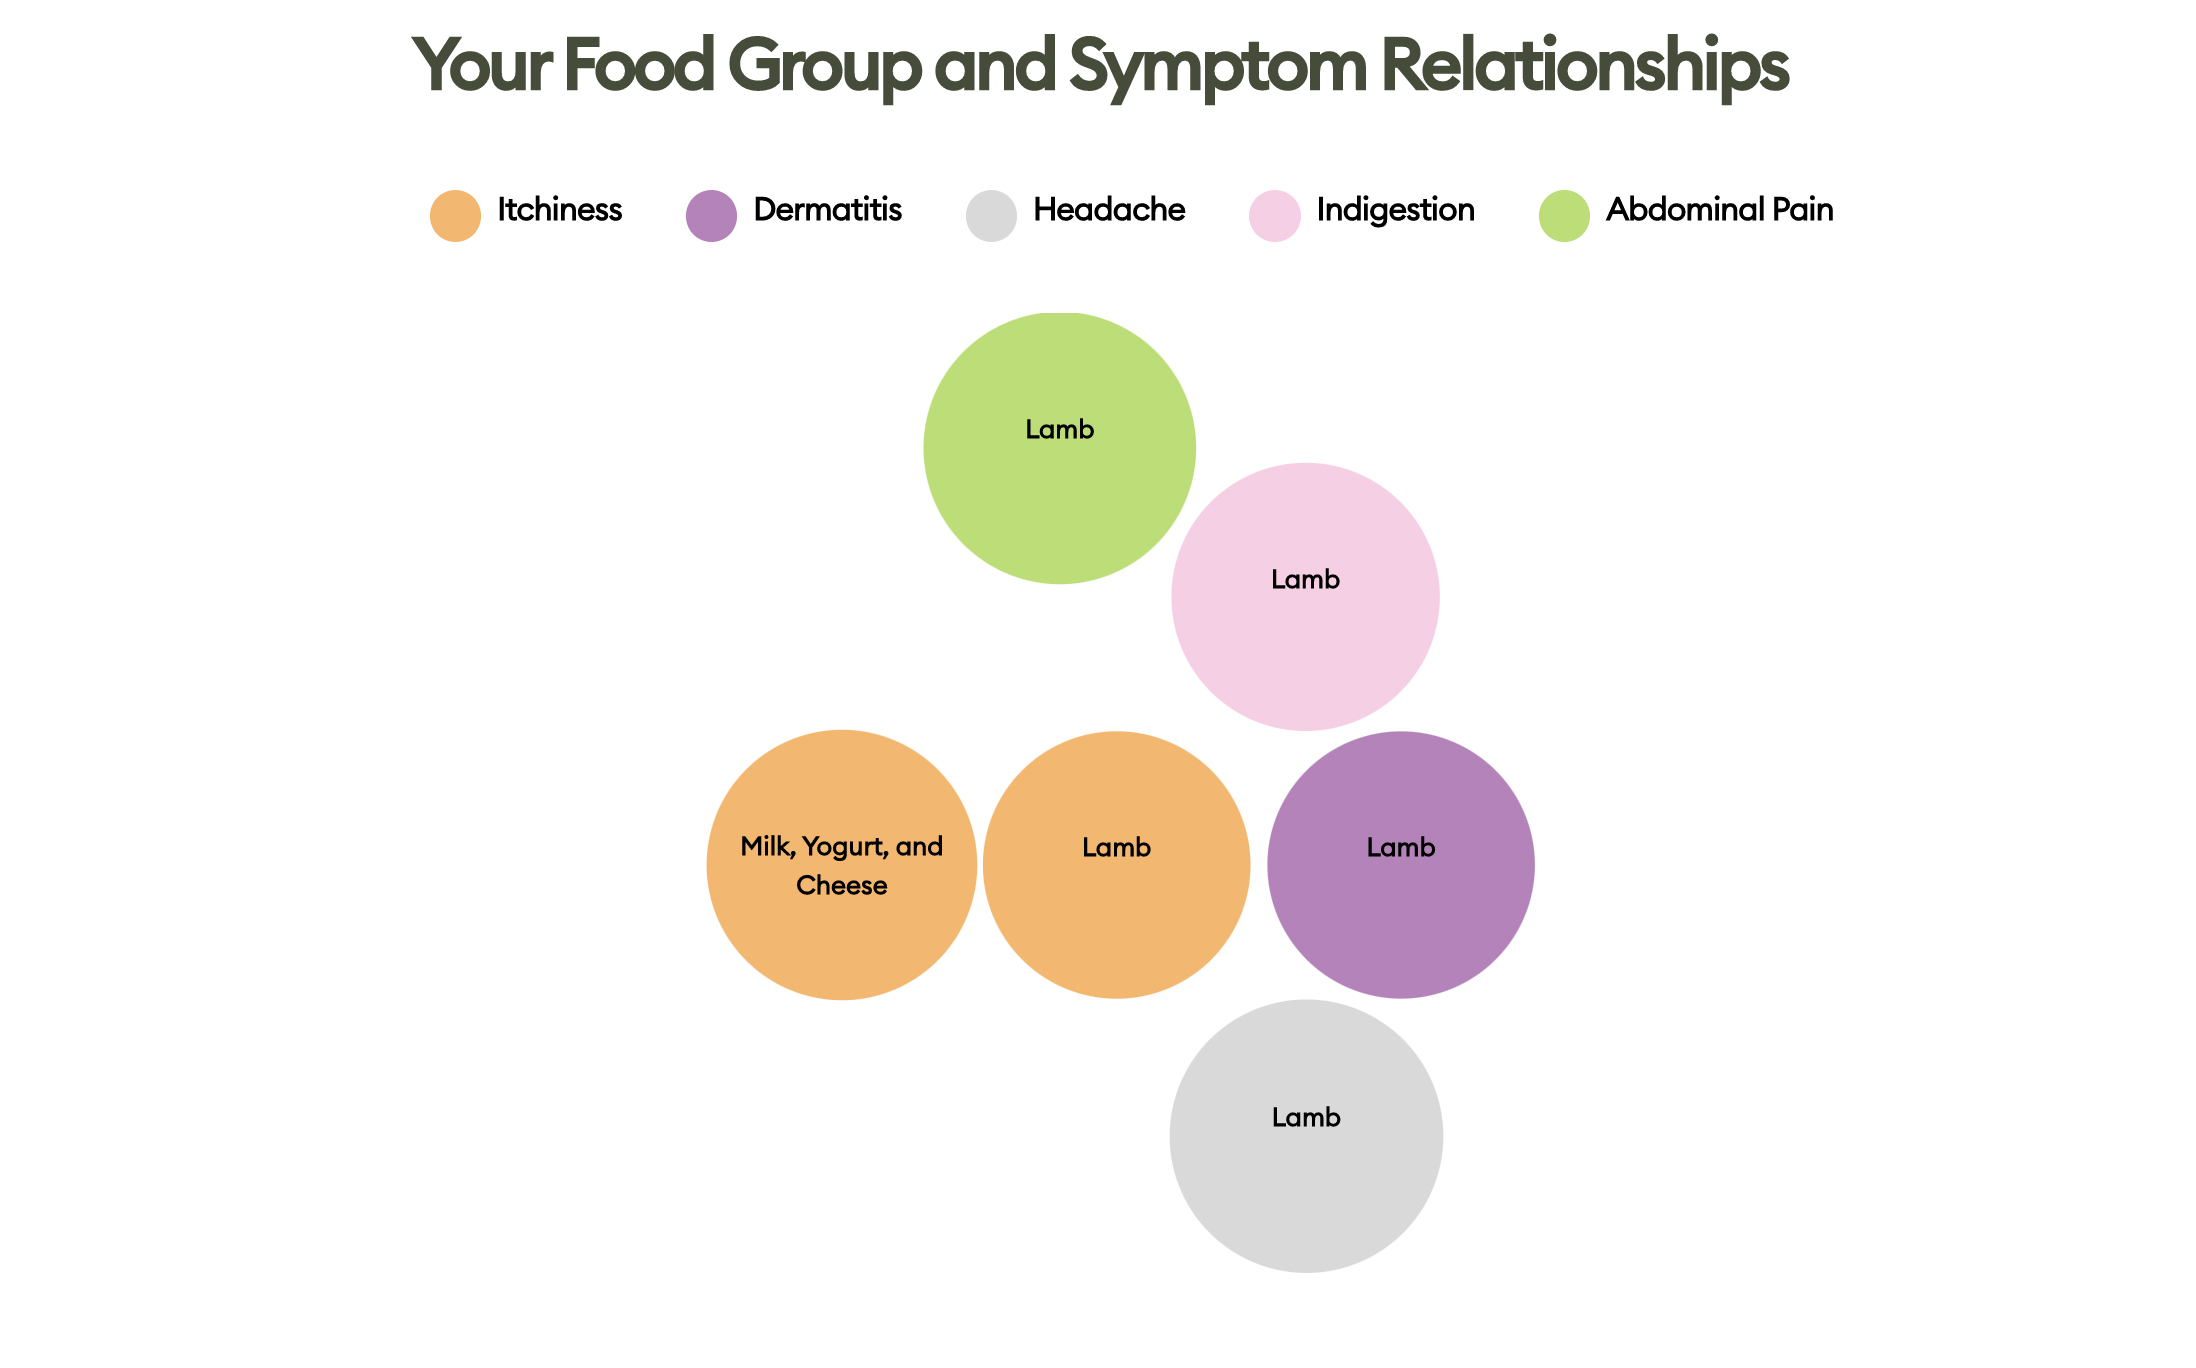 Your Food Group and Symptom Relationships
Itchiness
Dermatitis
Headache
Indigestion
Abdominal Pain
Lamb
Lamb
Milk, Yogurt, and
Cheese
Lamb
Lamb
Lamb